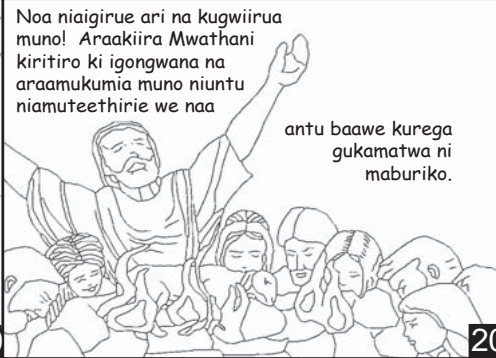 Noa niaigirue ari na kugwiirua
muno! Araakiira Mwathani
kiritiro ki igongwana na
araamukumia muno niuntu
niamuteethirie we naa
antu baawe kurega
gukamatwa ni
maburiko.
20